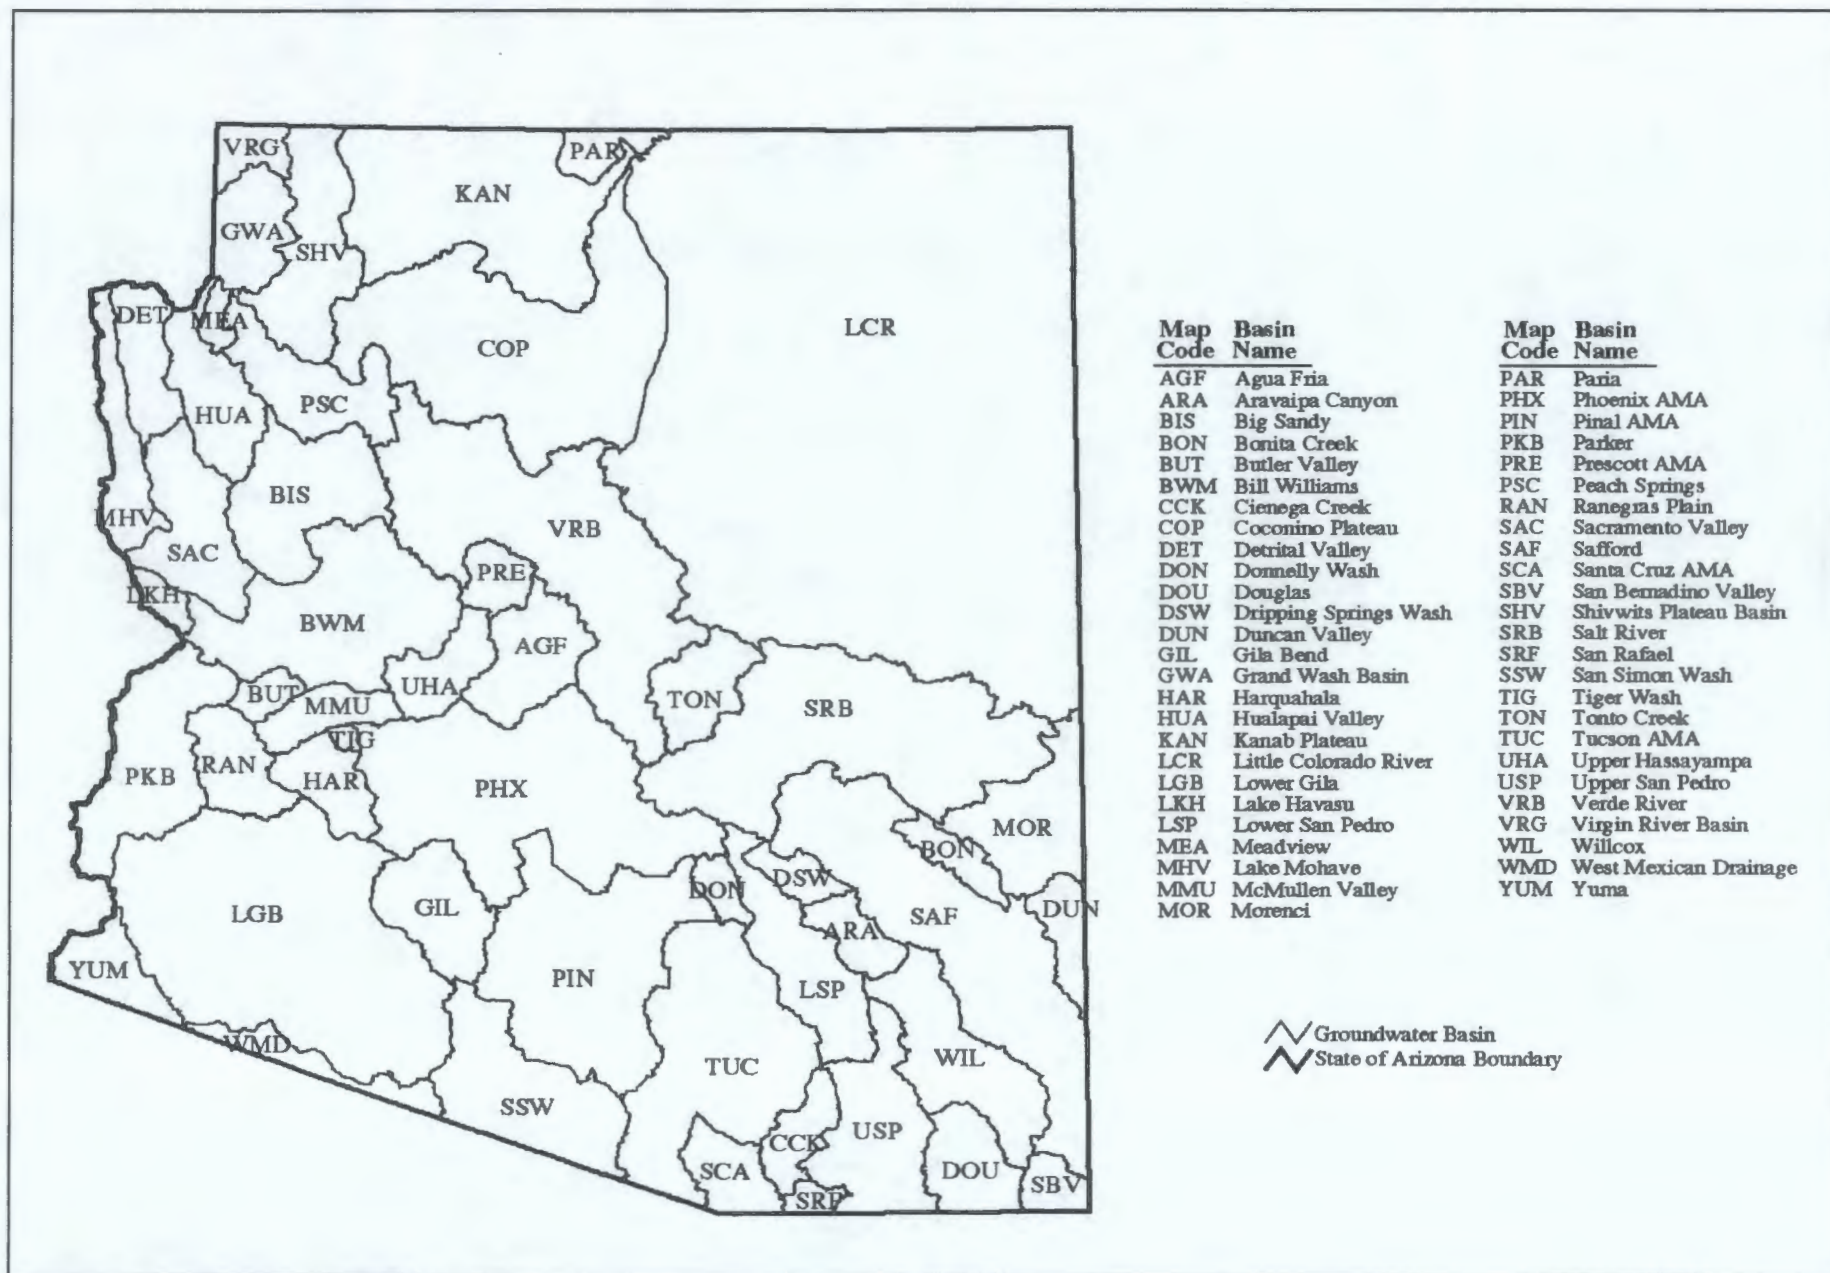 VRG
PAR
KAN
GWA
SHV
DET
MEA
LCR
COP
PSC
HUA
BIS
MHV
VRB
SAC
PRE
LKH
BWM
AGF
UHA
BUT
MMU
TON
SRB
TIG
RAN
HAR
PKB
PHX
MOR
BON
DSW
DON
LGB
GIL
SAF
DUN
ARA
YUM
PIN
LSP
WMD
WIL
TUC
SSW
USP
CCK
SCA
DOU
SBV
SRF
Map Basin
Code Name
AGF Agua Fria
ARA Aravaipa Canyon
BIS Big Sandy
BON Bonita Creek
BUT Butler Valley
BWM Bill Williams
CCK Cienega Creek
COP Coconino Plateau
DET Detrital Valley
DON Donnelly Wash
DOU Douglas
DSW Dripping Springs Wash
DUN Duncan Valley
GIL Gila Bend
GWA Grand Wash Basin
HAR Harquahala
HUA Hualapai Valley
KAN Kanab Plateau
LCR Little Colorado River
LGB Lower Gila
LKH Lake Havasu
LSP Lower San Pedro
MEA Meadview
MHV Lake Mohave
MMU McMullen Valley
MOR Morenci
Map Basin
Code Name
PAR Paria
PHX Phoenix AMA
PIN Pinal AMA
PKB Parker
PRE Prescott AMA
PSC Peach Springs
RAN Ranegras Plain
SAC Sacramento Valley
SAF Safford
SCA Santa Cruz AMA
SBV San Bernadino Valley
SHV Shivwits Plateau Basin
SRB Salt River
SRF San Rafael
SSW San Simon Wash
TIG Tiger Wash
TON Tonto Creek
TUC Tucson AMA
UHA Upper Hassayampa
USP Upper San Pedro
VRB Verde River
VRG Virgin River Basin
WIL Willcox
WMD West Mexican Drainage
YUM Yuma
Groundwater Basin
State of Arizona Boundary